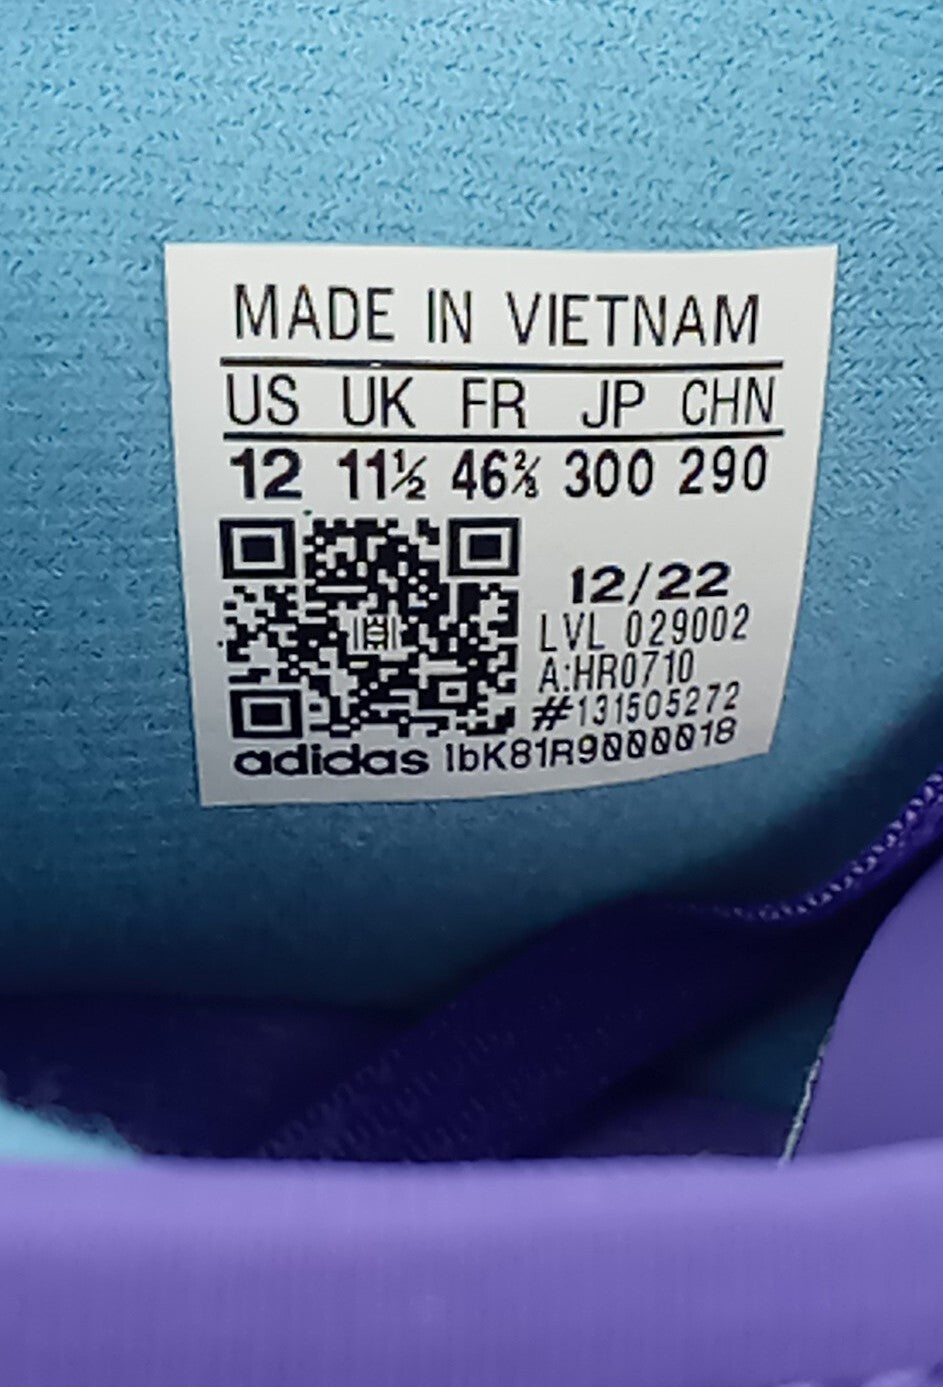 MADE IN VIETNAM
US UK FR JP CHN
12 11½ 46⅔ 300 290
12/22
LVL 029002
A:HR0710
#131505272
adidas IbK81R9000018